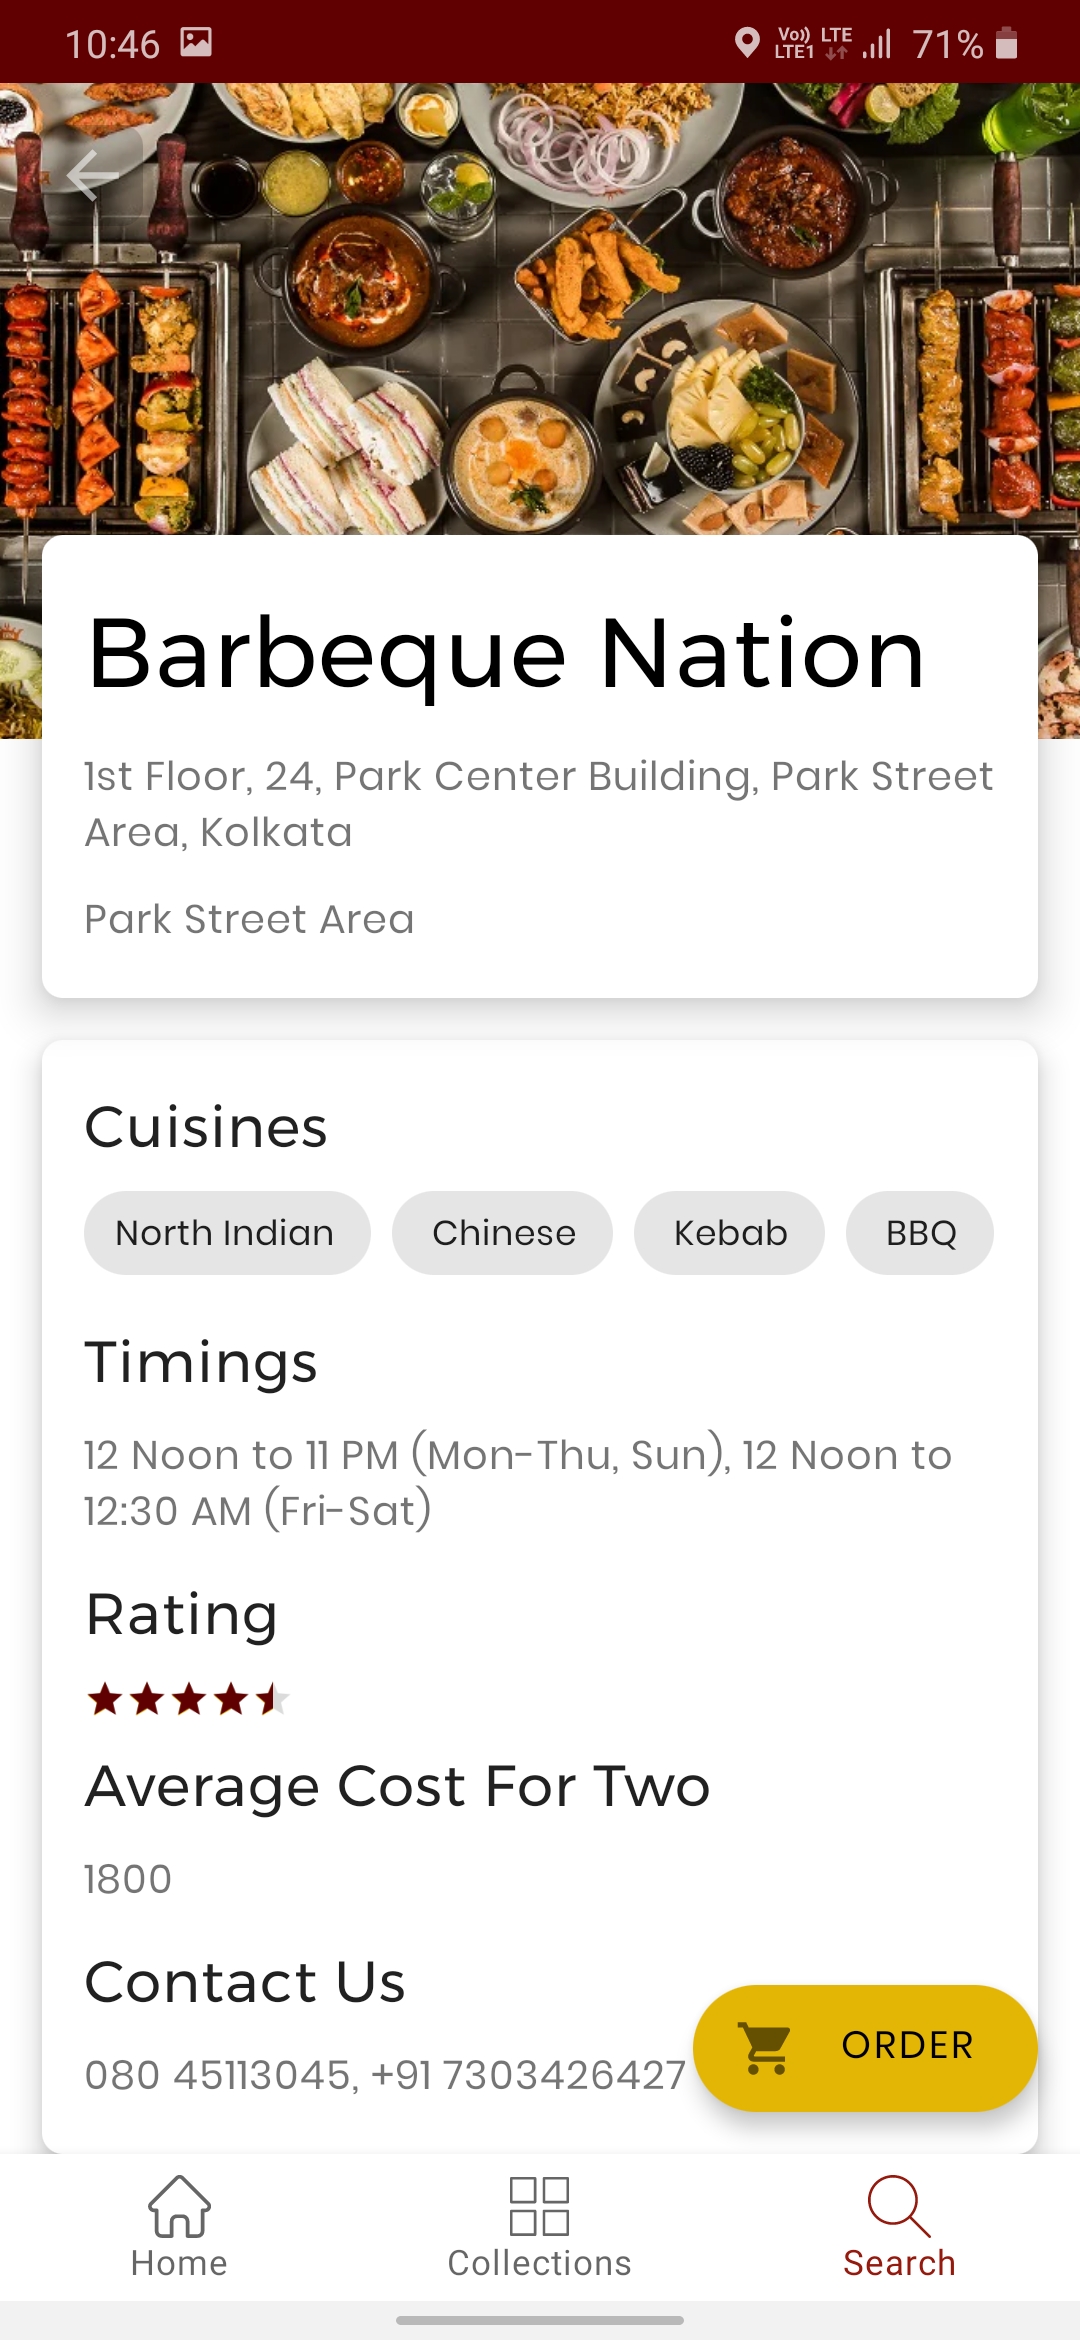 10:46
Vo)) LTE1 LTE 71%
Barbeque Nation
1st Floor, 24, Park Center Building, Park Street
Area, Kolkata
Park Street Area
Cuisines
North Indian Chinese Kebab BBQ
Timings
12 Noon to 11 PM (Mon-Thu, Sun), 12 Noon to
12:30 AM (Fri-Sat)
Rating
Average Cost For Two
1800
Contact Us
080 45113045, +91 7303426427
ORDER
Home Collections Search